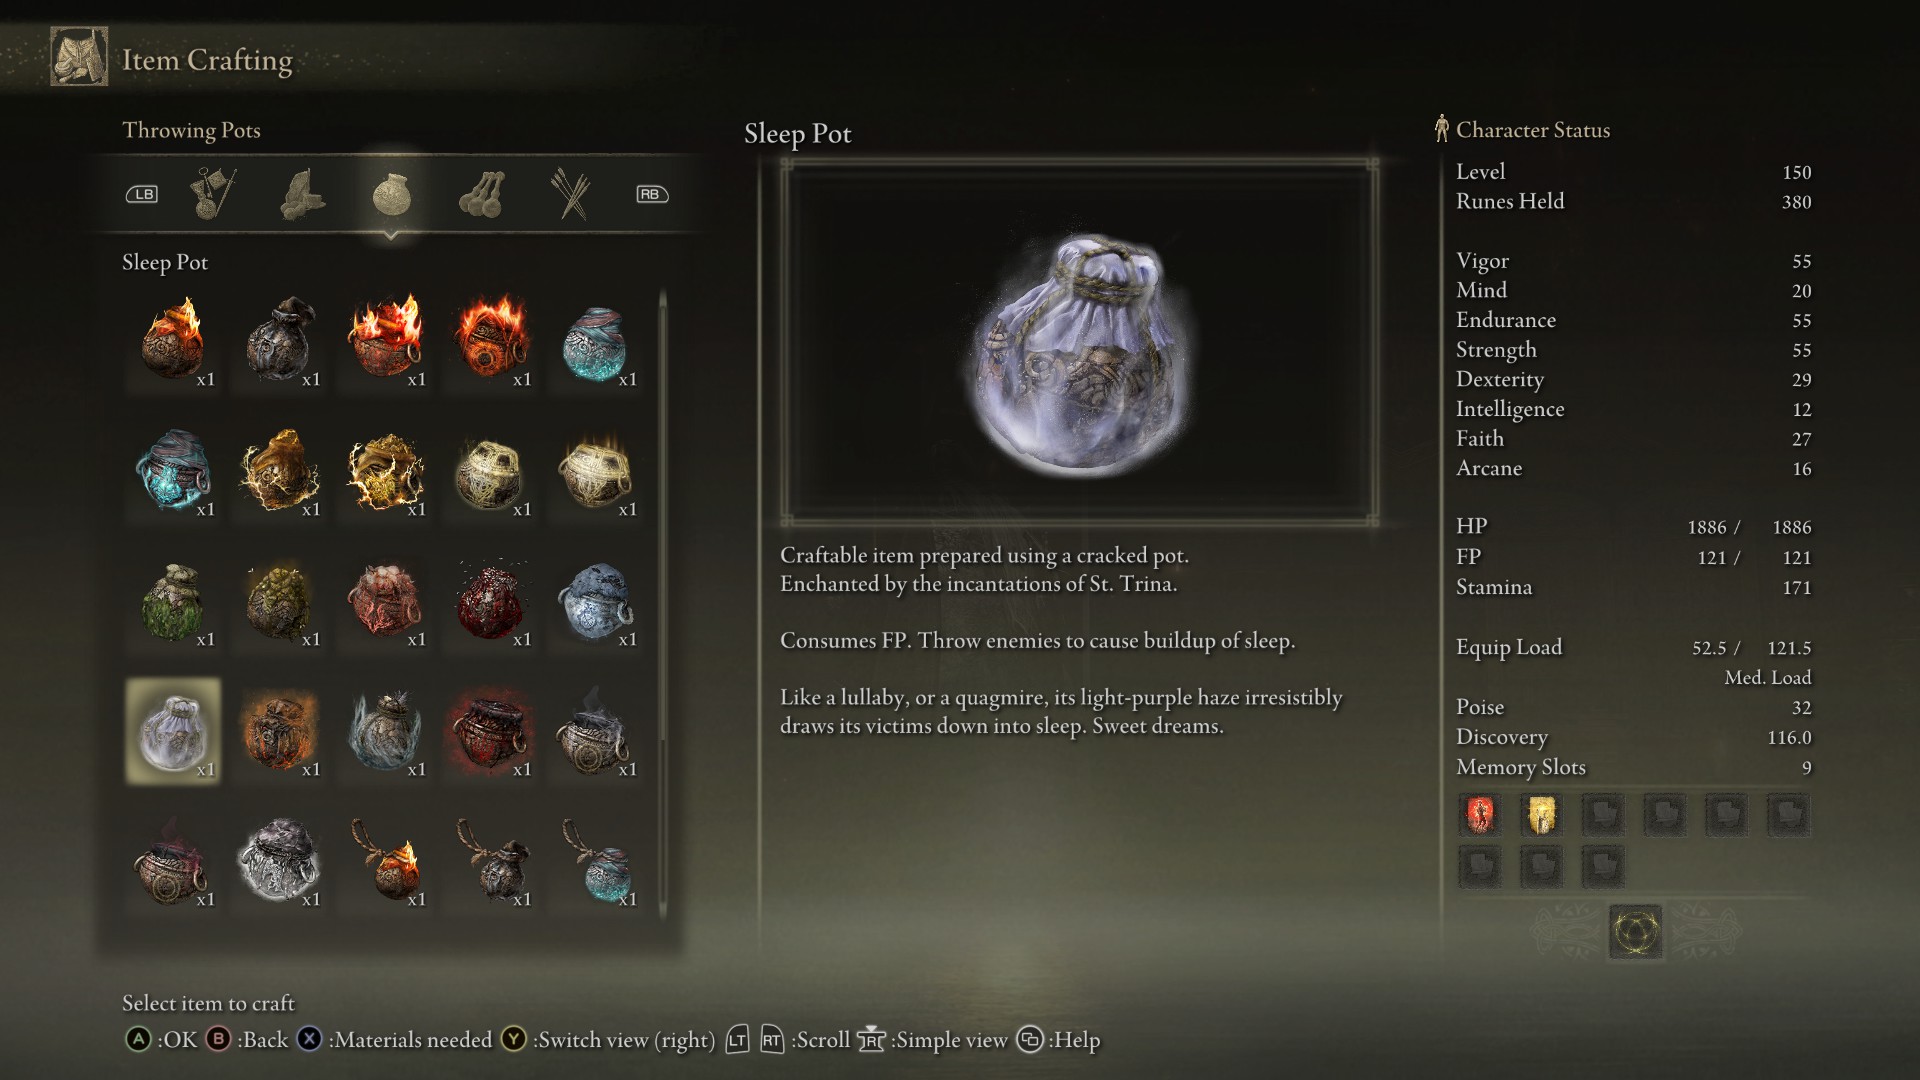 Item Crafting
Throwing Pots
LB
RB
Sleep Pot
x1 x1 x1 x1 x1
x1 x1 x1 x1 x1
x1 x1 x1 x1 x1
x1 x1 x1 x1 x1
x1 x1 x1 x1 x1
Sleep Pot
Craftable item prepared using a cracked pot.
Enchanted by the incantations of St. Trina.
Consumes FP. Throw enemies to cause buildup of sleep.
Like a lullaby, or a quagmire, its light-purple haze irresistibly
draws its victims down into sleep. Sweet dreams.
Character Status
Level 150
Runes Held 380
Vigor 55
Mind 20
Endurance 55
Strength 55
Dexterity 29
Intelligence 12
Faith 27
Arcane 16
HP 1886 / 1886
FP 121 / 121
Stamina 171
Equip Load 52.5 / 121.5
Med. Load
Poise 32
Discovery 116.0
Memory Slots 9
Select item to craft
A :OK B :Back X :Materials needed Y :Switch view (right) LT RT :Scroll R :Simple view :Help